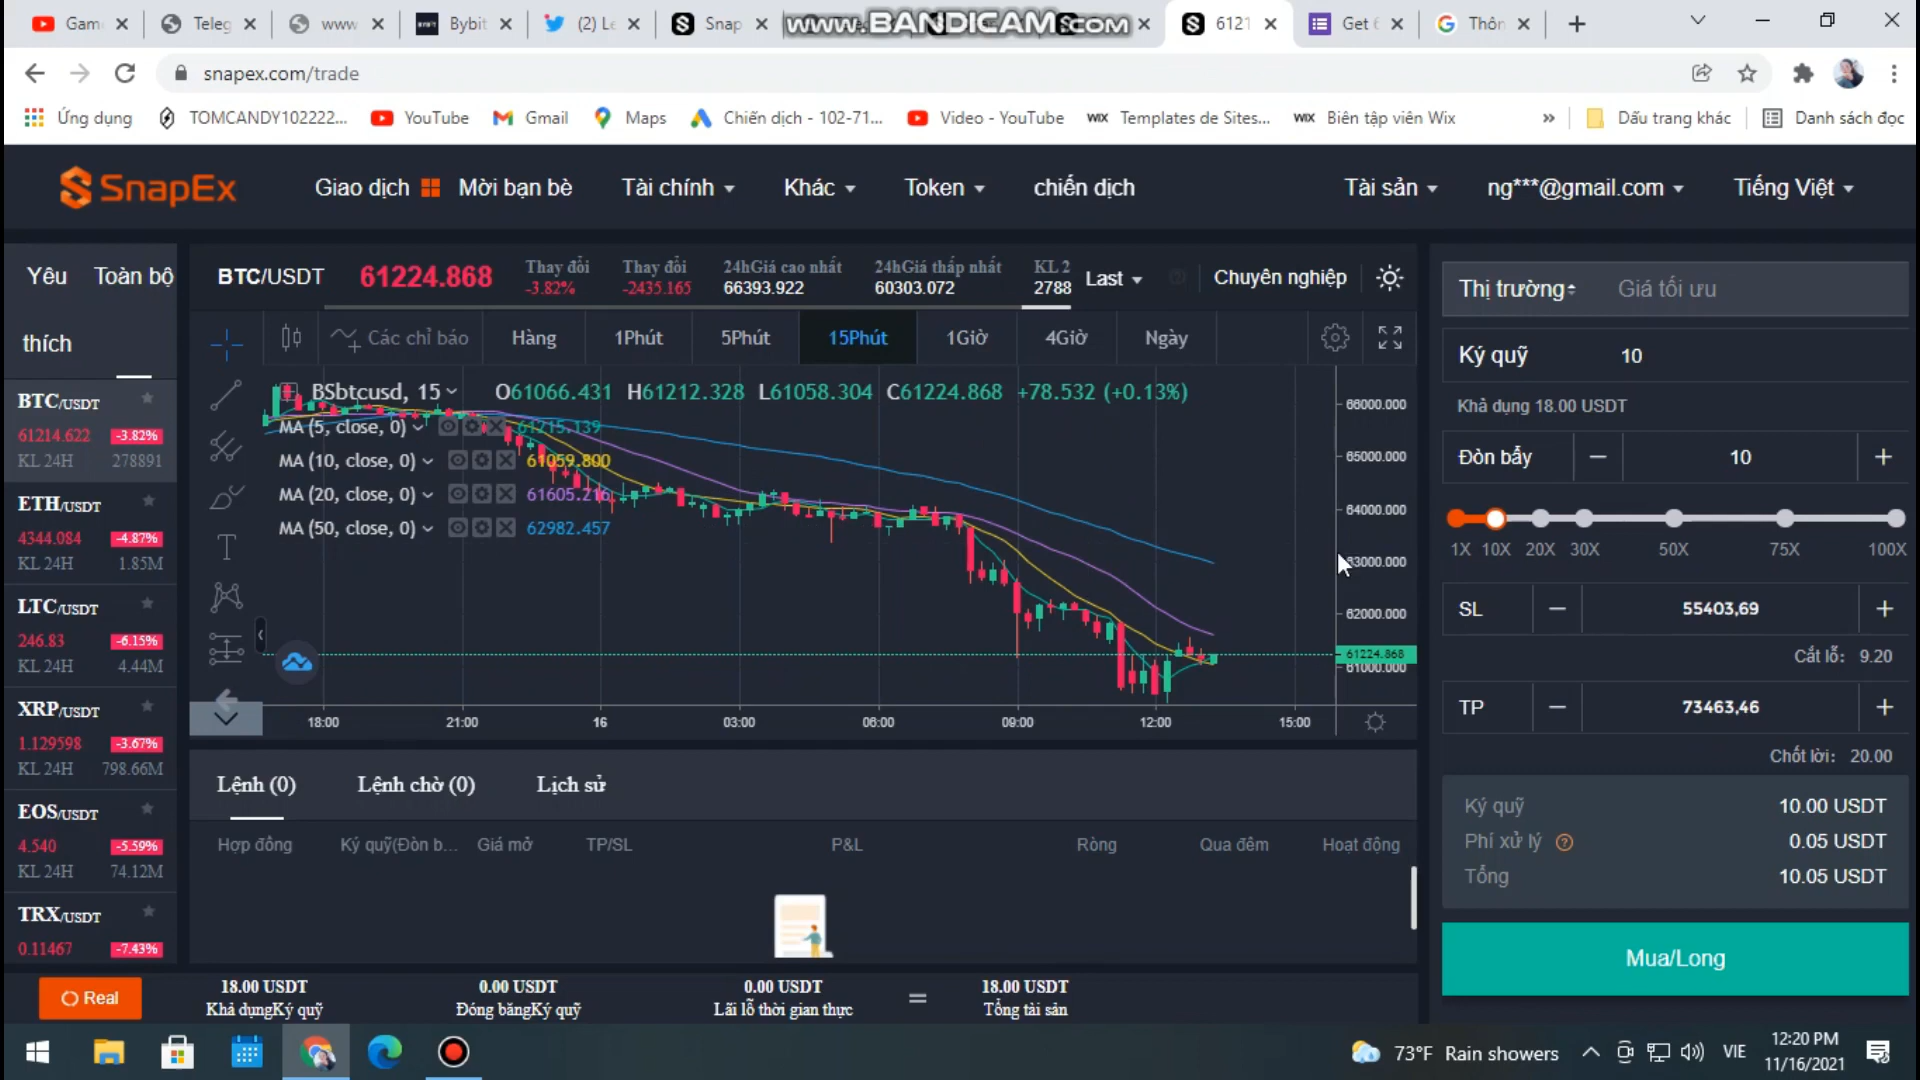 Gam
Teleg
www
Bybit
(2) Le
Snap
www.BANDICAM.com
6121
Get
Thôn
snapex.com/trade
Ứng dụng
TOMCANDY102222...
YouTube
Gmail
Maps
Chiến dịch - 102-71...
Video - YouTube
WIX Templates de Sites...
WIX Biên tập viên Wix
»
Dấu trang khác
Danh sách đọc
SnapEx
Giao dịch
Mời bạn bè
Tài chính
Khác
Token
chiến dịch
Tài sản
ng***@gmail.com
Tiếng Việt
Yêu
thích
Toàn bộ
BTC/USDT
61214.622 -3.82%
KL 24H 278891
ETH/USDT
4344.084 -4.87%
KL 24H 1.85M
LTC/USDT
246.83 -6.15%
KL 24H 4.44M
XRP/USDT
1.129598 -3.67%
KL 24H 798.66M
EOS/USDT
4.540 -5.59%
KL 24H 74.12M
TRX/USDT
0.11467 -7.43%
BTC/USDT
61224.868
Thay đổi
-3.82%
Thay đổi
-2435.165
24hGiá cao nhất
66393.922
24hGiá thấp nhất
60303.072
KL 2
2788
Last
Chuyên nghiệp
Các chỉ báo
Hàng
1Phút
5Phút
15Phút
1Giờ
4Giờ
Ngày
BSbtcusd, 15
O61066.431 H61212.328 L61058.304 C61224.868 +78.532 (+0.13%)
MA (5, close, 0) 61215.139
MA (10, close, 0) 61059.800
MA (20, close, 0) 61605.216
MA (50, close, 0) 62982.457
66000.000
65000.000
64000.000
63000.000
62000.000
61224.868
61000.000
18:00
21:00
16
03:00
06:00
09:00
12:00
15:00
Lệnh (0)
Lệnh chờ (0)
Lịch sử
Hợp đồng
Ký quỹ(Đòn b...
Giá mở
TP/SL
P&L
Ròng
Qua đêm
Hoạt động
Thị trường
Giá tối ưu
Ký quỹ
10
Khả dụng 18.00 USDT
Đòn bẩy
−
10
+
1X
10X
20X
30X
50X
75X
100X
SL
−
55403,69
+
Cắt lỗ: 9.20
TP
−
73463,46
+
Chốt lời: 20.00
Ký quỹ 10.00 USDT
Phí xử lý 0.05 USDT
Tổng 10.05 USDT
Mua/Long
Real
18.00 USDT
Khả dụngKý quỹ
0.00 USDT
Đóng băngKý quỹ
0.00 USDT
Lãi lỗ thời gian thực
=
18.00 USDT
Tổng tài sản
73°F Rain showers
VIE
12:20 PM
11/16/2021